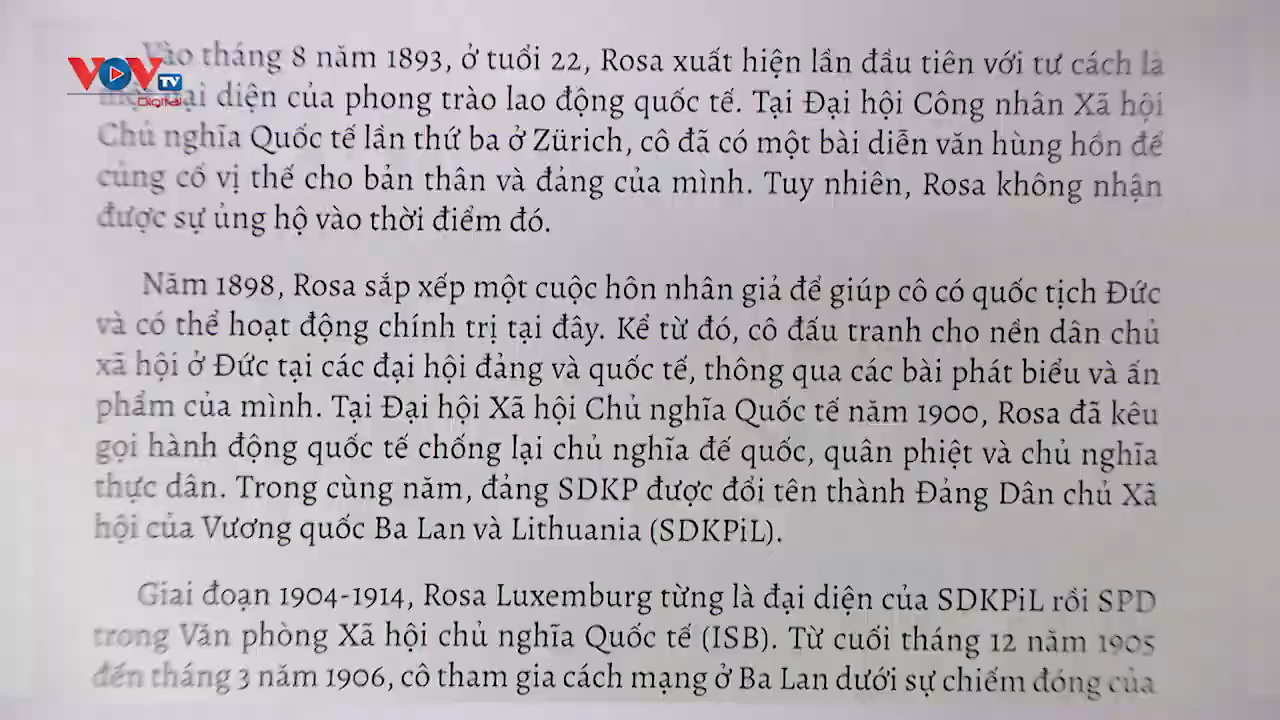 VOV TV
Digital
Vào tháng 8 năm 1893, ở tuổi 22, Rosa xuất hiện lần đầu tiên với tư cách là
một đại diện của phong trào lao động quốc tế. Tại Đại hội Công nhân Xã hội
Chủ nghĩa Quốc tế lần thứ ba ở Zürich, cô đã có một bài diễn văn hùng hồn để
củng cố vị thế cho bản thân và đảng của mình. Tuy nhiên, Rosa không nhận
được sự ủng hộ vào thời điểm đó.
Năm 1898, Rosa sắp xếp một cuộc hôn nhân giả để giúp cô có quốc tịch Đức
và có thể hoạt động chính trị tại đây. Kể từ đó, cô đấu tranh cho nền dân chủ
xã hội ở Đức tại các đại hội đảng và quốc tế, thông qua các bài phát biểu và ấn
phẩm của mình. Tại Đại hội Xã hội Chủ nghĩa Quốc tế năm 1900, Rosa đã kêu
gọi hành động quốc tế chống lại chủ nghĩa đế quốc, quân phiệt và chủ nghĩa
thực dân. Trong cùng năm, đảng SDKP được đổi tên thành Đảng Dân chủ Xã
hội của Vương quốc Ba Lan và Lithuania (SDKPiL).
Giai đoạn 1904-1914, Rosa Luxemburg từng là đại diện của SDKPiL rồi SPD
trong Văn phòng Xã hội chủ nghĩa Quốc tế (ISB). Từ cuối tháng 12 năm 1905
đến tháng 3 năm 1906, cô tham gia cách mạng ở Ba Lan dưới sự chiếm đóng của